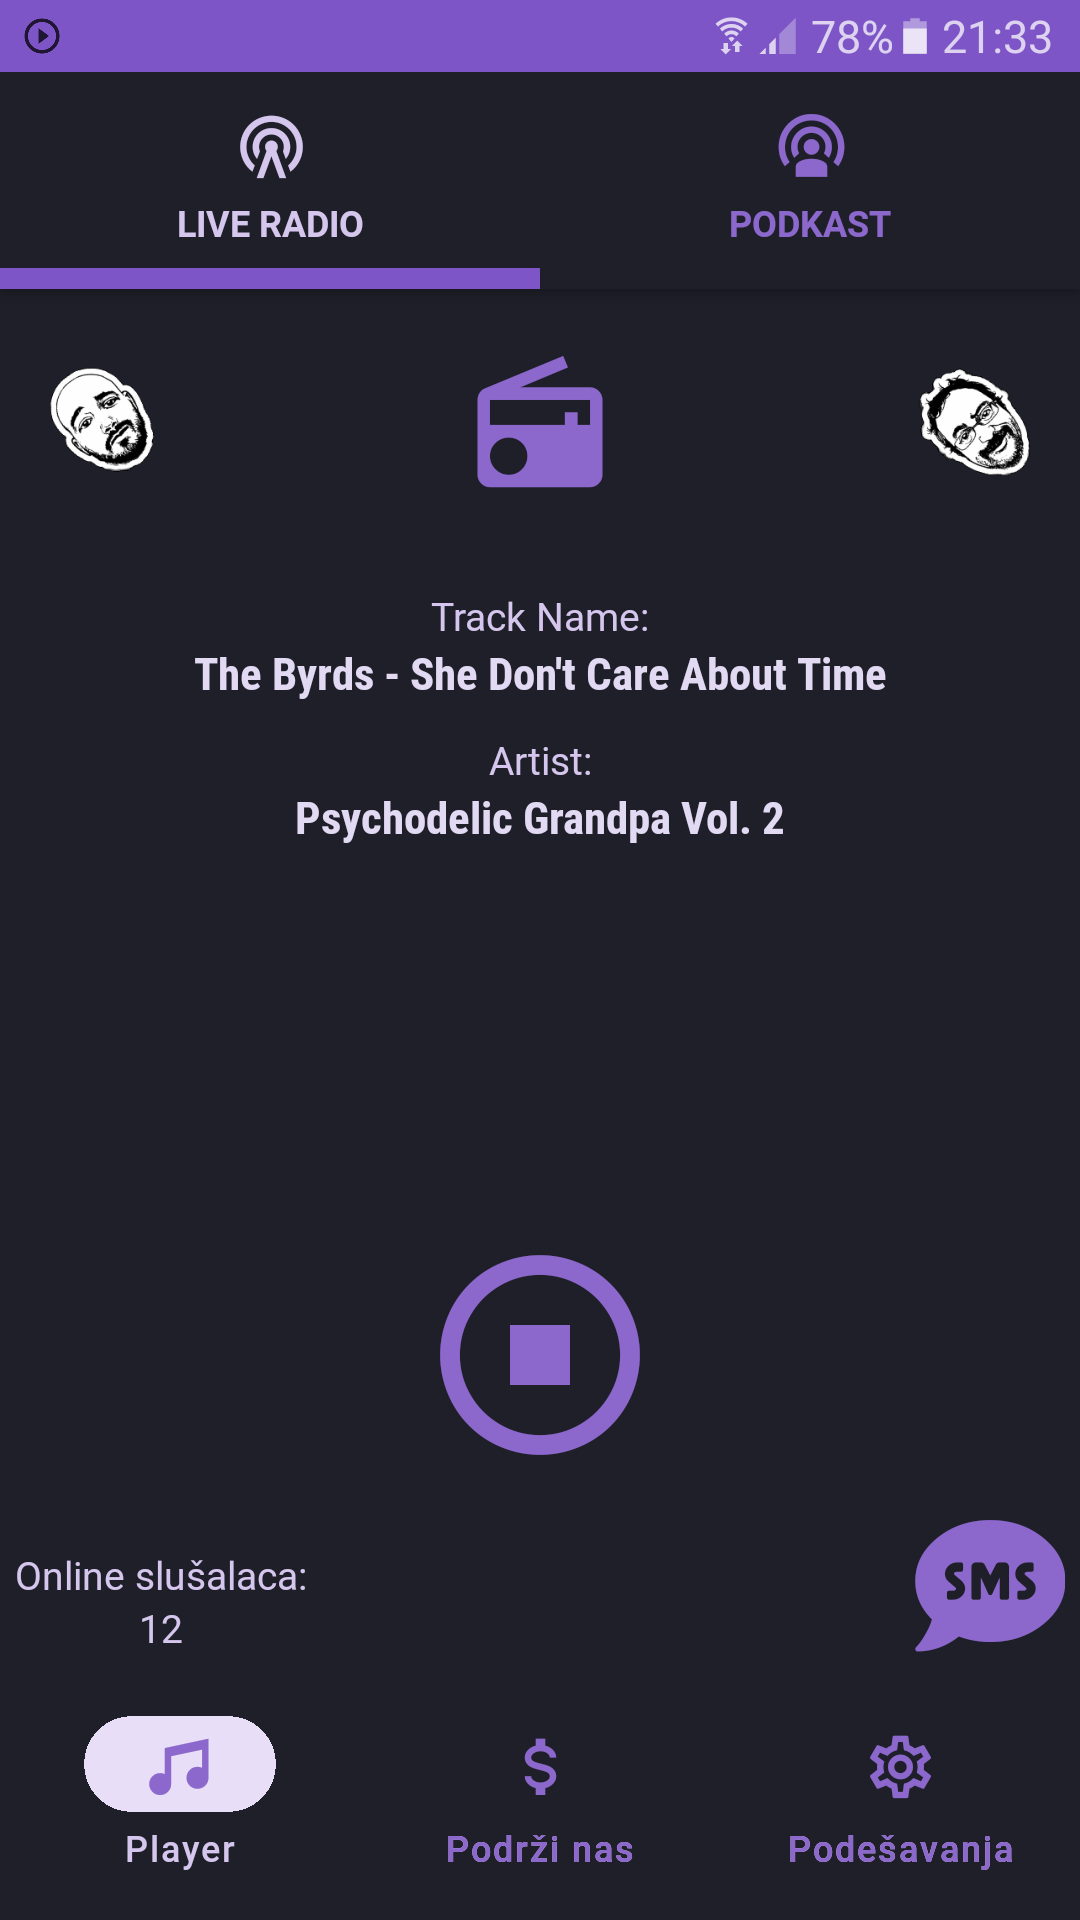 78% 21:33
LIVE RADIO
PODKAST
Track Name:
The Byrds - She Don't Care About Time
Artist:
Psychodelic Grandpa Vol. 2
Online slušalaca:
12
SMS
Player
Podrži nas
Podešavanja